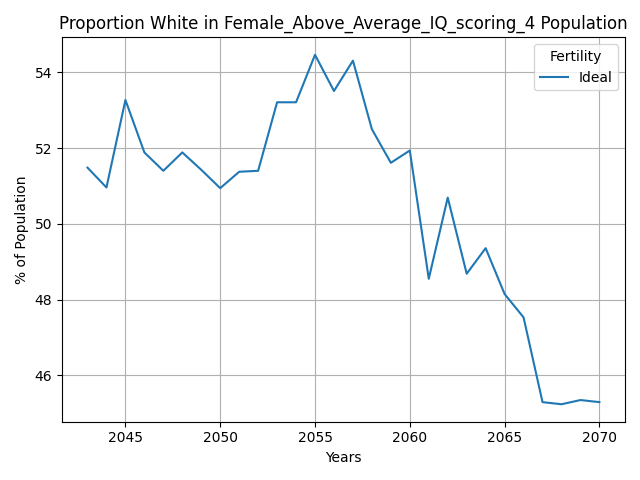 Proportion White in Female_Above_Average_IQ_scoring_4 Population
Fertility
Ideal
% of Population
54
52
50
48
46
2045
2050
2055
2060
2065
2070
Years